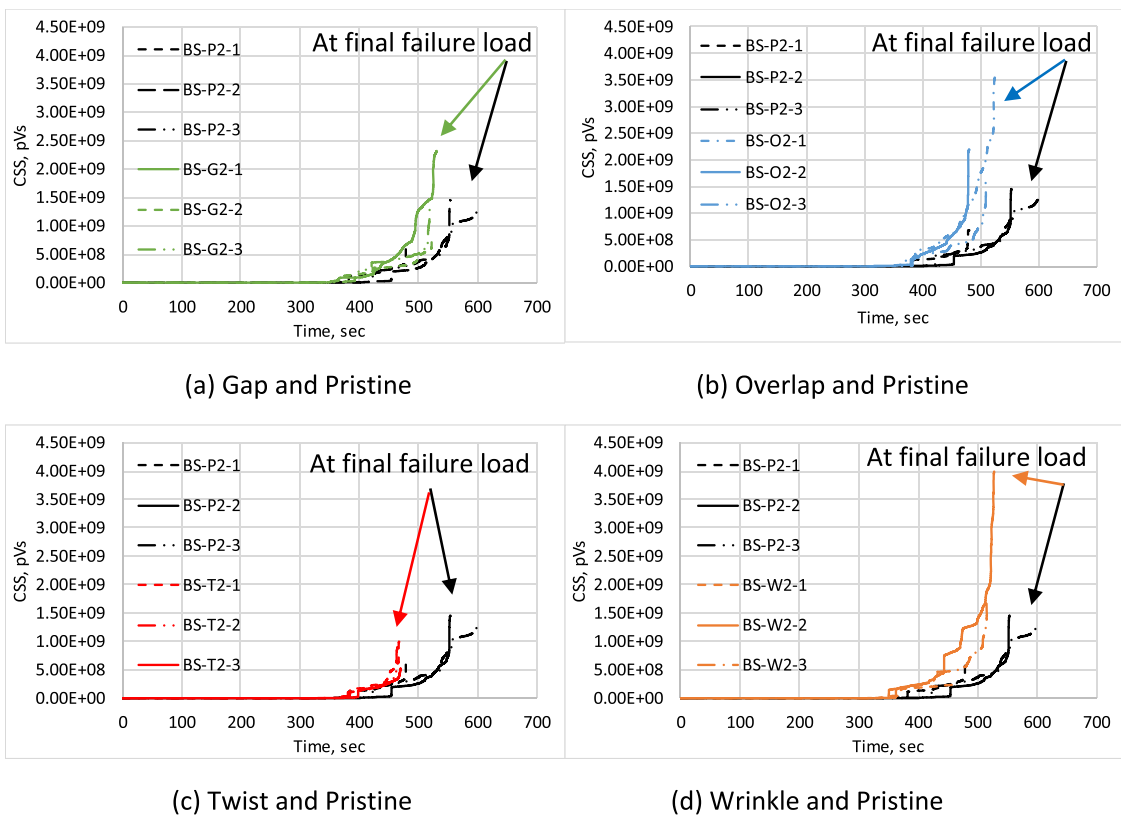 4.50E+09
4.00E+09
3.50E+09
3.00E+09
2.50E+09
2.00E+09
1.50E+09
1.00E+09
5.00E+08
0.00E+00
CSS, pVs
BS-P2-1
BS-P2-2
BS-P2-3
BS-G2-1
BS-G2-2
BS-G2-3
At final failure load
0 100 200 300 400 500 600 700
Time, sec
(a) Gap and Pristine
4.50E+09
4.00E+09
3.50E+09
3.00E+09
2.50E+09
2.00E+09
1.50E+09
1.00E+09
5.00E+08
0.00E+00
CSS, pVs
BS-P2-1
BS-P2-2
BS-P2-3
BS-O2-1
BS-O2-2
BS-O2-3
At final failure load
0 100 200 300 400 500 600 700
Time, sec
(b) Overlap and Pristine
4.50E+09
4.00E+09
3.50E+09
3.00E+09
2.50E+09
2.00E+09
1.50E+09
1.00E+09
5.00E+08
0.00E+00
CSS, pVs
BS-P2-1
BS-P2-2
BS-P2-3
BS-T2-1
BS-T2-2
BS-T2-3
At final failure load
0 100 200 300 400 500 600 700
Time, sec
(c) Twist and Pristine
4.50E+09
4.00E+09
3.50E+09
3.00E+09
2.50E+09
2.00E+09
1.50E+09
1.00E+09
5.00E+08
0.00E+00
CSS, pVs
BS-P2-1
BS-P2-2
BS-P2-3
BS-W2-1
BS-W2-2
BS-W2-3
At final failure load
0 100 200 300 400 500 600 700
Time, sec
(d) Wrinkle and Pristine